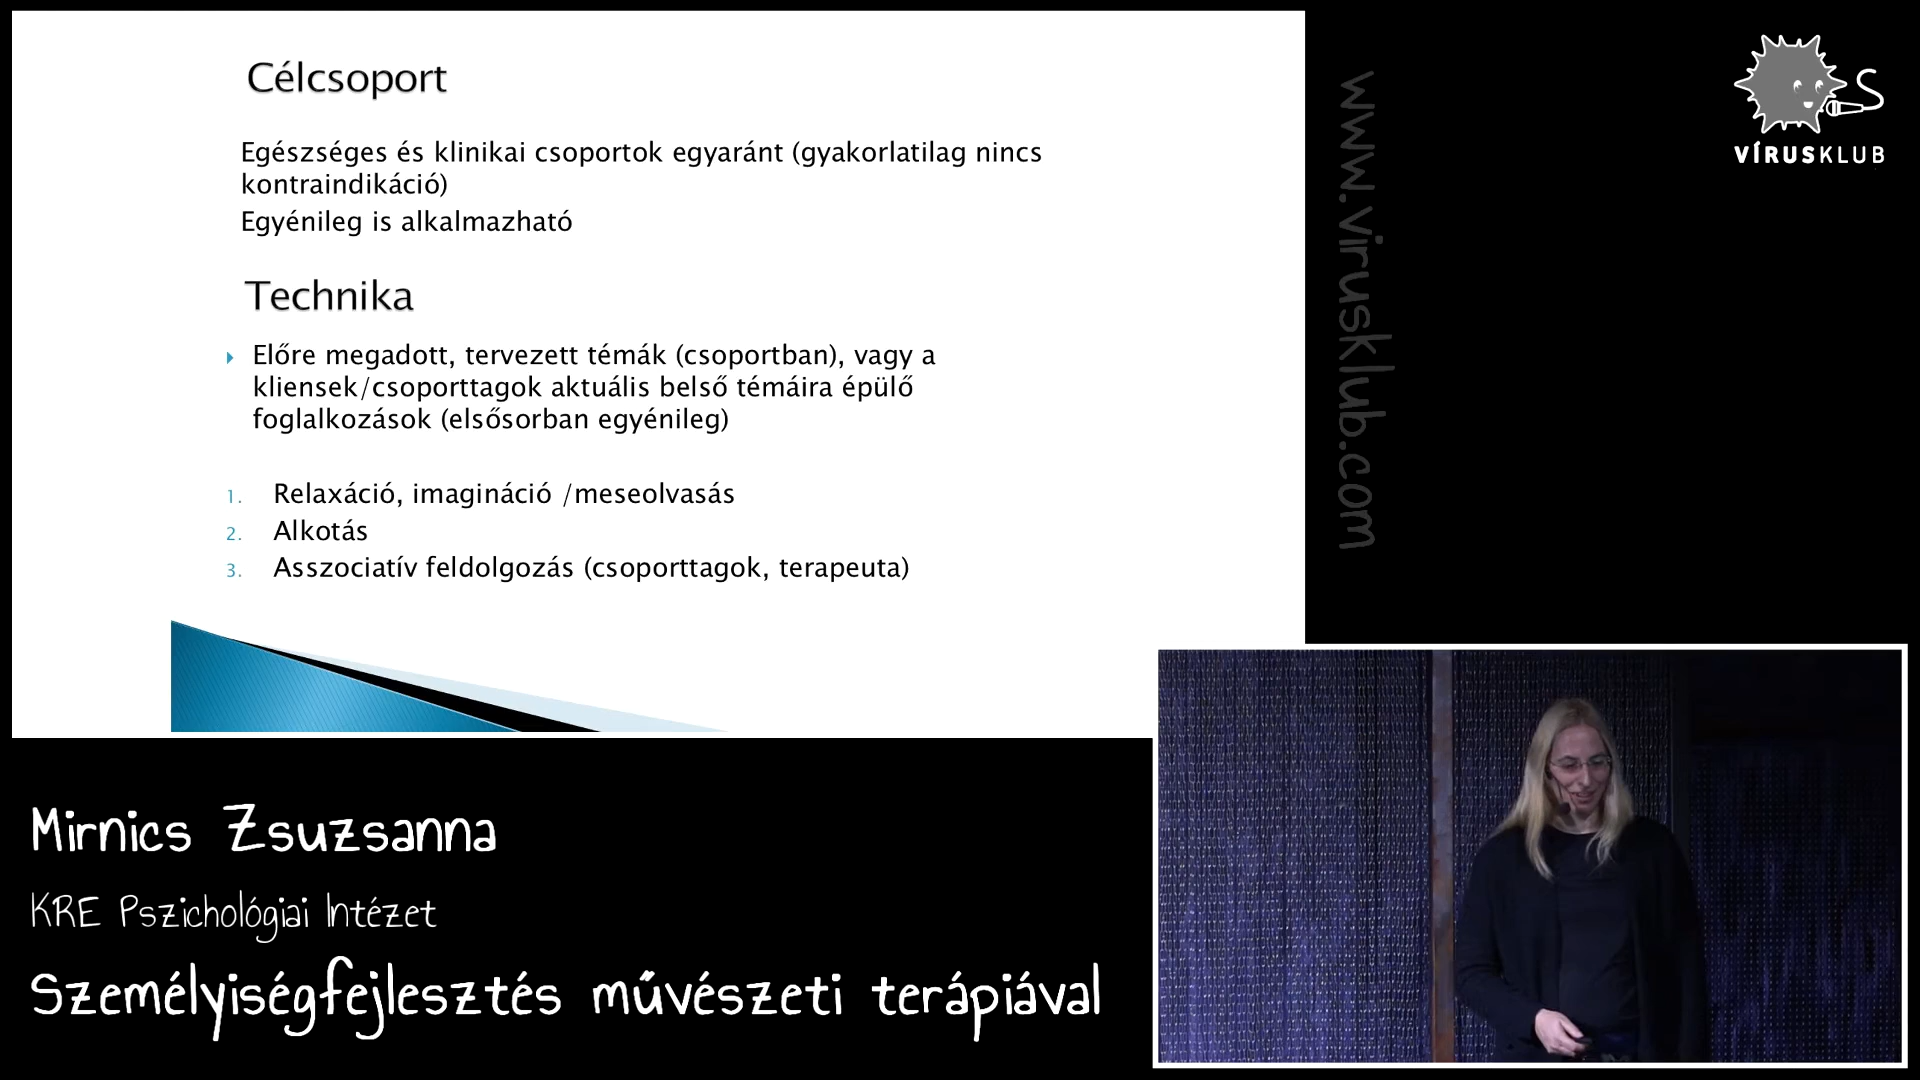 Célcsoport
Egészséges és klinikai csoportok egyaránt (gyakorlatilag nincs
kontraindikáció)
Egyénileg is alkalmazható
Technika
Előre megadott, tervezett témák (csoportban), vagy a
kliensek/csoporttagok aktuális belső témáira épülő
foglalkozások (elsősorban egyénileg)
1. Relaxáció, imagináció /meseolvasás
2. Alkotás
3. Asszociatív feldolgozás (csoporttagok, terapeuta)
www.virusklub.com
VÍRUSKLUB
Mirnics Zsuzsanna
KRE Pszichológiai Intézet
Személyiségfejlesztés művészeti terápiával